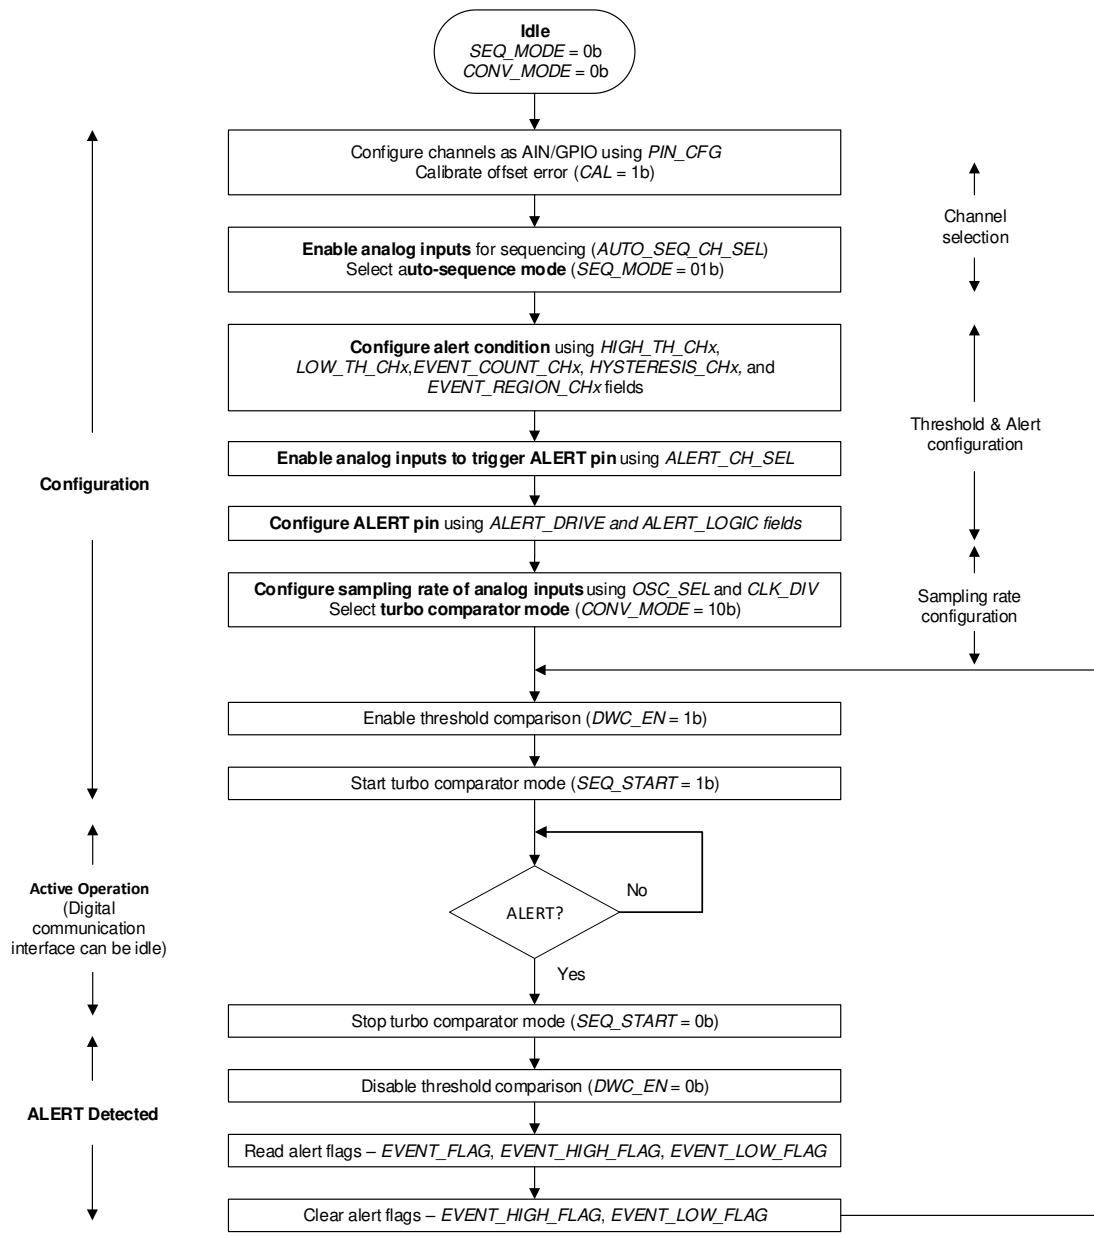 Idle
SEQ_MODE = 0b
CONV_MODE = 0b
Configure channels as AIN/GPIO using PIN_CFG
Calibrate offset error (CAL = 1b)
Channel
selection
Enable analog inputs for sequencing (AUTO_SEQ_CH_SEL)
Select auto-sequence mode (SEQ_MODE = 01b)
Configure alert condition using HIGH_TH_CHx,
LOW_TH_CHx,EVENT_COUNT_CHx, HYSTERESIS_CHx, and
EVENT_REGION_CHx fields
Threshold & Alert
configuration
Enable analog inputs to trigger ALERT pin using ALERT_CH_SEL
Configuration
Configure ALERT pin using ALERT_DRIVE and ALERT_LOGIC fields
Configure sampling rate of analog inputs using OSC_SEL and CLK_DIV
Select turbo comparator mode (CONV_MODE = 10b)
Sampling rate
configuration
Enable threshold comparison (DWC_EN = 1b)
Start turbo comparator mode (SEQ_START = 1b)
Active Operation
(Digital
communication
interface can be idle)
No
ALERT?
Yes
Stop turbo comparator mode (SEQ_START = 0b)
Disable threshold comparison (DWC_EN = 0b)
ALERT Detected
Read alert flags – EVENT_FLAG, EVENT_HIGH_FLAG, EVENT_LOW_FLAG
Clear alert flags – EVENT_HIGH_FLAG, EVENT_LOW_FLAG